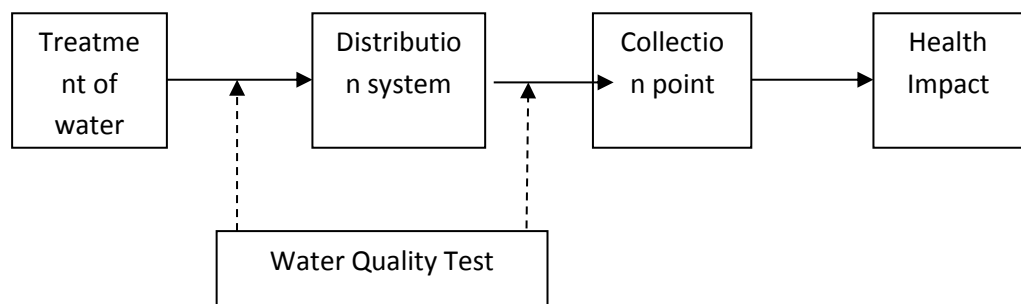 Treatme
nt of
water
Distributio
n system
Collectio
n point
Health
Impact
Water Quality Test